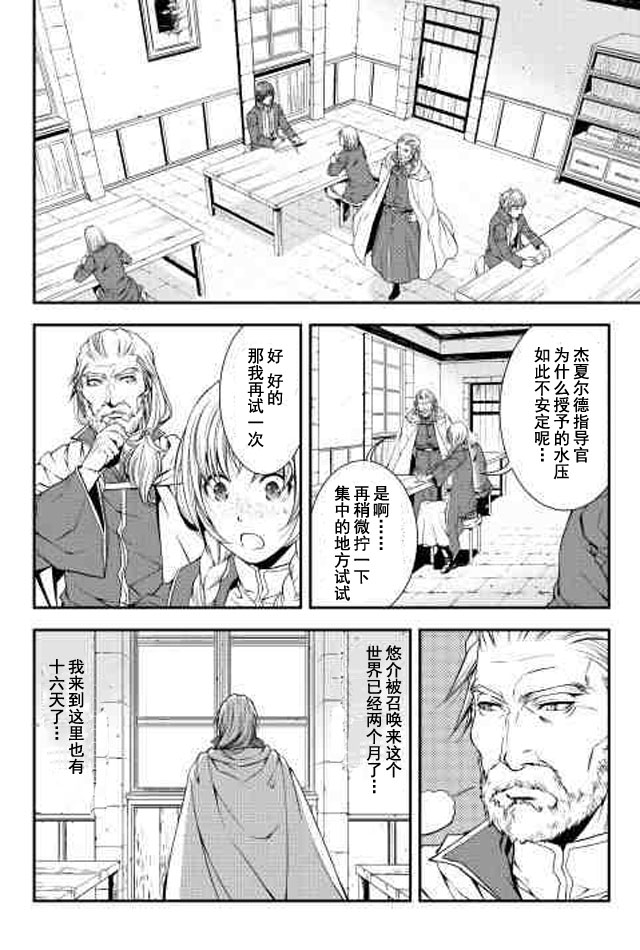 杰夏尔德指导官
为什么授予的水压
如此不安定呢…
是啊……
再稍微拧一下
集中的地方试试
好 好的
那我再试一次
悠介被召唤来这个
世界已经两个月了…
我来到这里也有
十六天了…